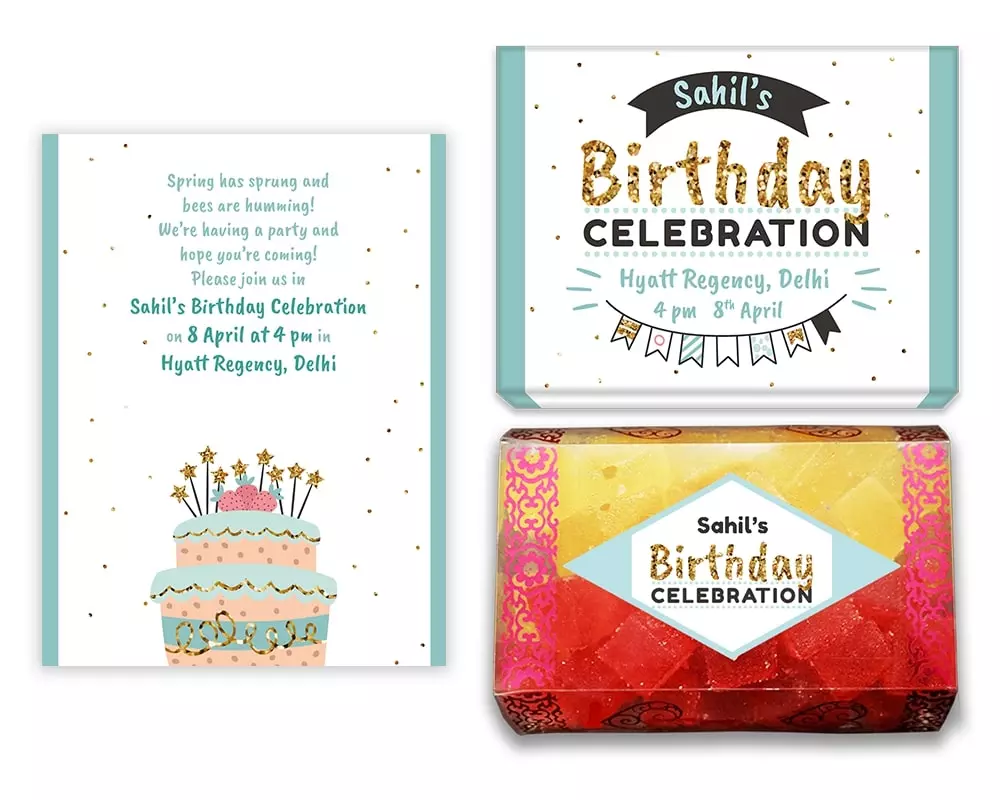 Spring has sprung and
bees are humming!
We're having a party and
hope you're coming!
Please join us in
Sahil's Birthday Celebration
on 8 April at 4 pm in
Hyatt Regency, Delhi
Sahil's
Birthday
CELEBRATION
Hyatt Regency, Delhi
4 pm 8th April
Sahil's
Birthday
CELEBRATION